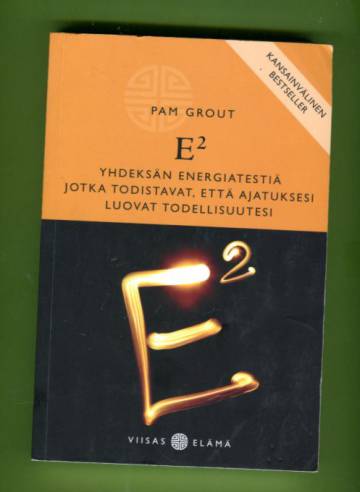 KANSAINVÄLINEN
BESTSELLER
PAM GROUT
E²
YHDEKSÄN ENERGIATESTIÄ
JOTKA TODISTAVAT, ETTÄ AJATUKSESI
LUOVAT TODELLISUUTESI
E²
VIISAS ELÄMÄ